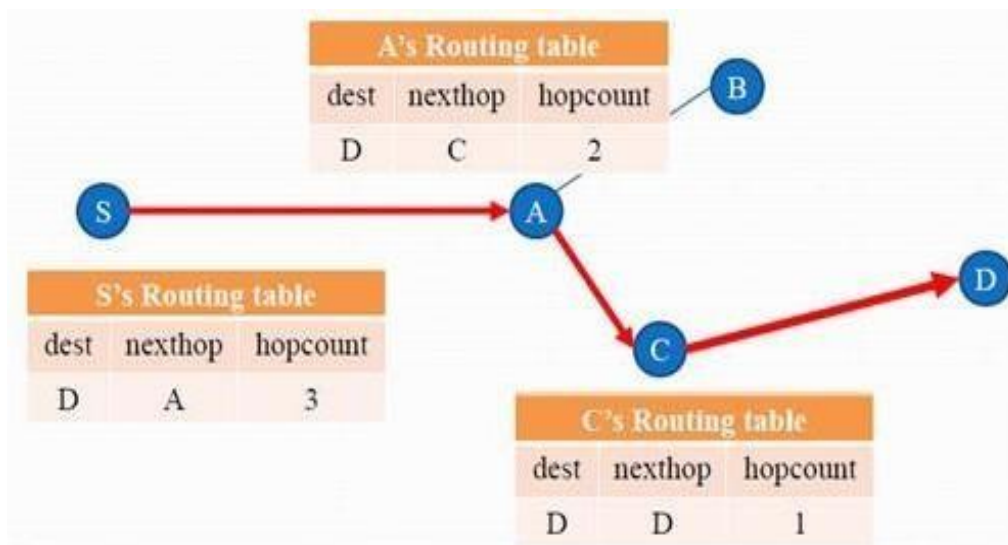 A's Routing table
dest nexthop hopcount
D C 2
B
S
A
D
S's Routing table
dest nexthop hopcount
D A 3
C
C's Routing table
dest nexthop hopcount
D D 1